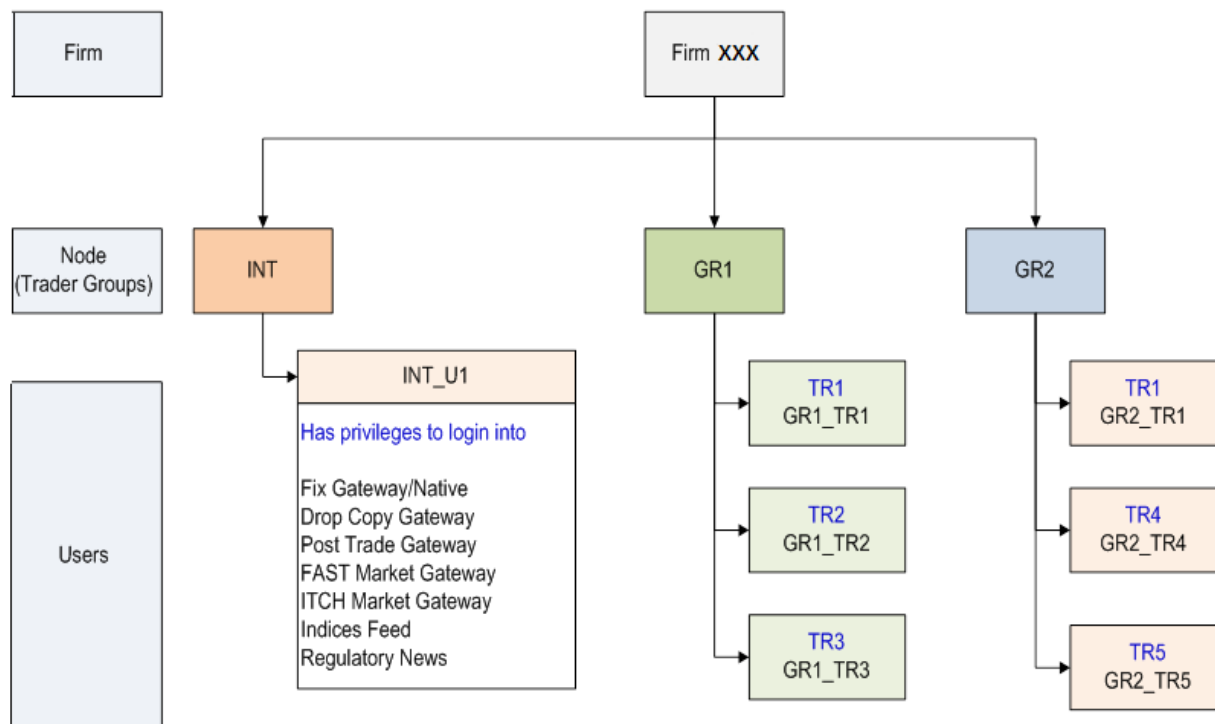 Firm
Firm XXX
Node
(Trader Groups)
INT
GR1
GR2
Users
INT_U1
Has privileges to login into
Fix Gateway/Native
Drop Copy Gateway
Post Trade Gateway
FAST Market Gateway
ITCH Market Gateway
Indices Feed
Regulatory News
TR1
GR1_TR1
TR2
GR1_TR2
TR3
GR1_TR3
TR1
GR2_TR1
TR4
GR2_TR4
TR5
GR2_TR5